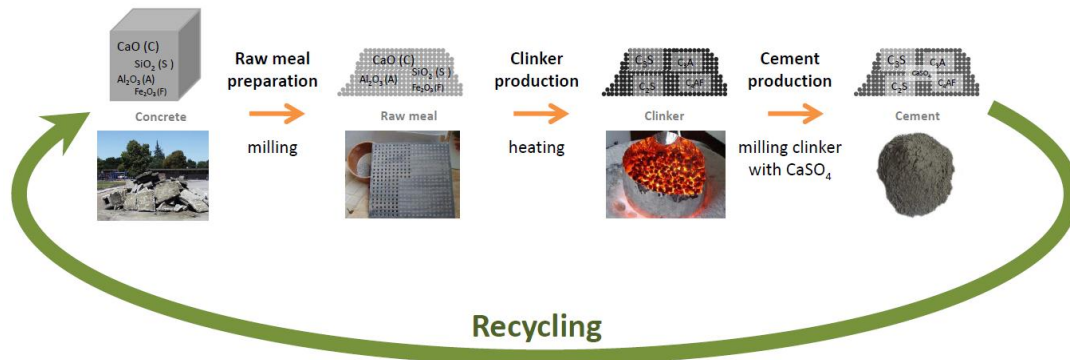 CaO (C)
SiO₂ (S )
Al₂O₃ (A)
Fe₂O₃(F)
Concrete
Raw meal
preparation
milling
CaO (C)
SiO₂ (S )
Al₂O₃ (A)
Fe₂O₃(F)
Raw meal
Clinker
production
heating
C₃S
C₃A
C₂S
C₄AF
Clinker
Cement
production
milling clinker
with CaSO₄
C₃S
C₃A
CaSO₄
C₂S
C₄AF
Cement
Recycling